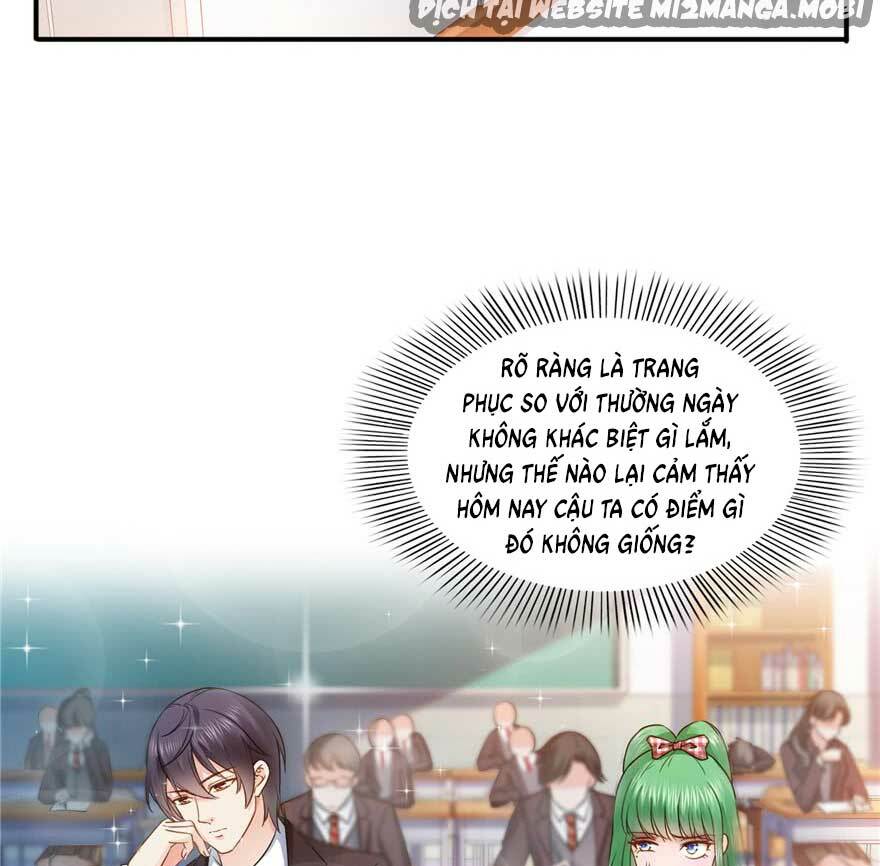 DỊCH TẠI WEBSITE MI2MANGA.MOBI
RÕ RÀNG LÀ TRANG
PHỤC SO VỚI THƯỜNG NGÀY
KHÔNG KHÁC BIỆT GÌ LẮM,
NHƯNG THẾ NÀO LẠI CẢM THẤY
HÔM NAY CẬU TA CÓ ĐIỂM GÌ
ĐÓ KHÔNG GIỐNG?